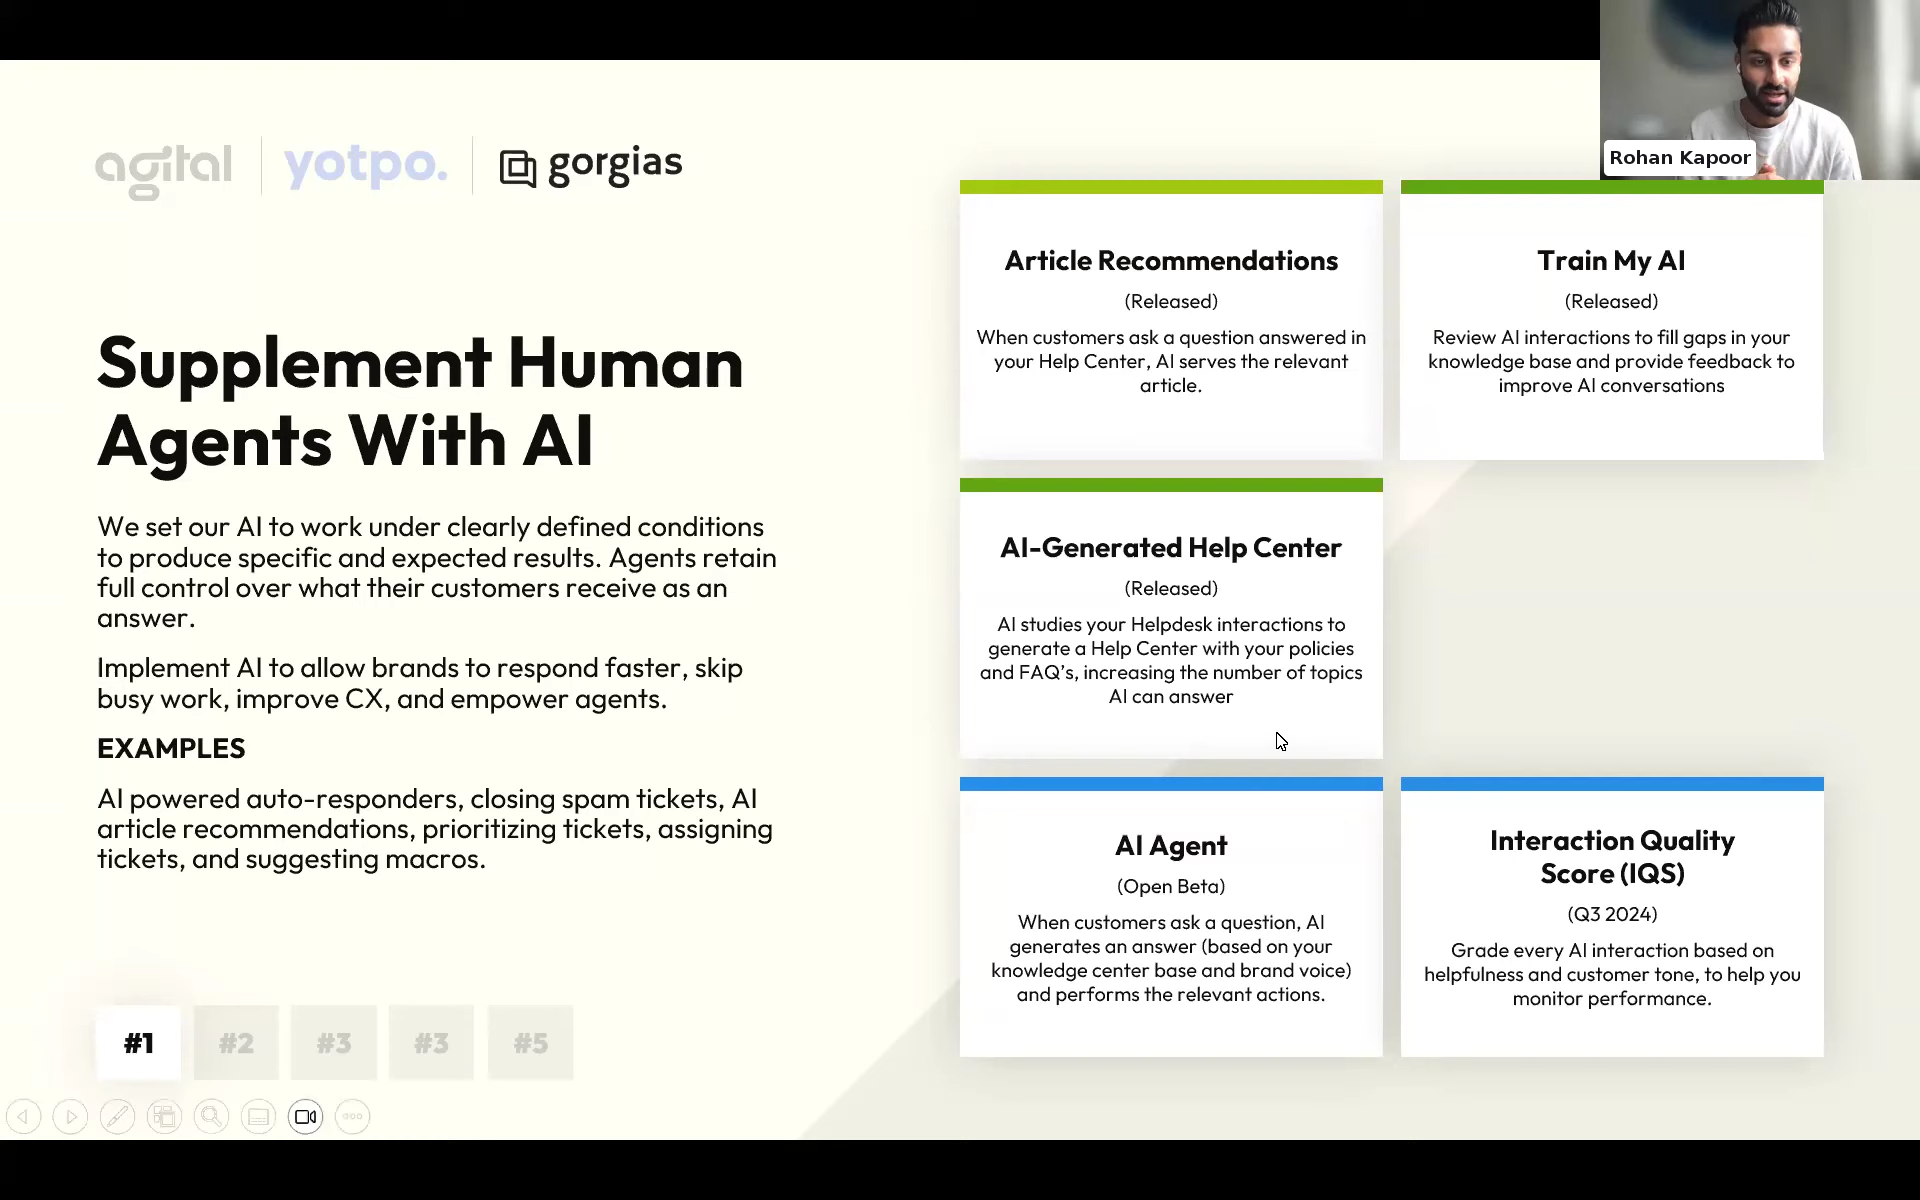 Rohan Kapoor
agital
yotpo.
gorgias
Supplement Human
Agents With AI
We set our AI to work under clearly defined conditions
to produce specific and expected results. Agents retain
full control over what their customers receive as an
answer.
Implement AI to allow brands to respond faster, skip
busy work, improve CX, and empower agents.
EXAMPLES
AI powered auto-responders, closing spam tickets, AI
article recommendations, prioritizing tickets, assigning
tickets, and suggesting macros.
#1
#2
#3
#3
#5
Article Recommendations
(Released)
When customers ask a question answered in
your Help Center, AI serves the relevant
article.
Train My AI
(Released)
Review AI interactions to fill gaps in your
knowledge base and provide feedback to
improve AI conversations
AI-Generated Help Center
(Released)
AI studies your Helpdesk interactions to
generate a Help Center with your policies
and FAQ's, increasing the number of topics
AI can answer
AI Agent
(Open Beta)
When customers ask a question, AI
generates an answer (based on your
knowledge center base and brand voice)
and performs the relevant actions.
Interaction Quality
Score (IQS)
(Q3 2024)
Grade every AI interaction based on
helpfulness and customer tone, to help you
monitor performance.